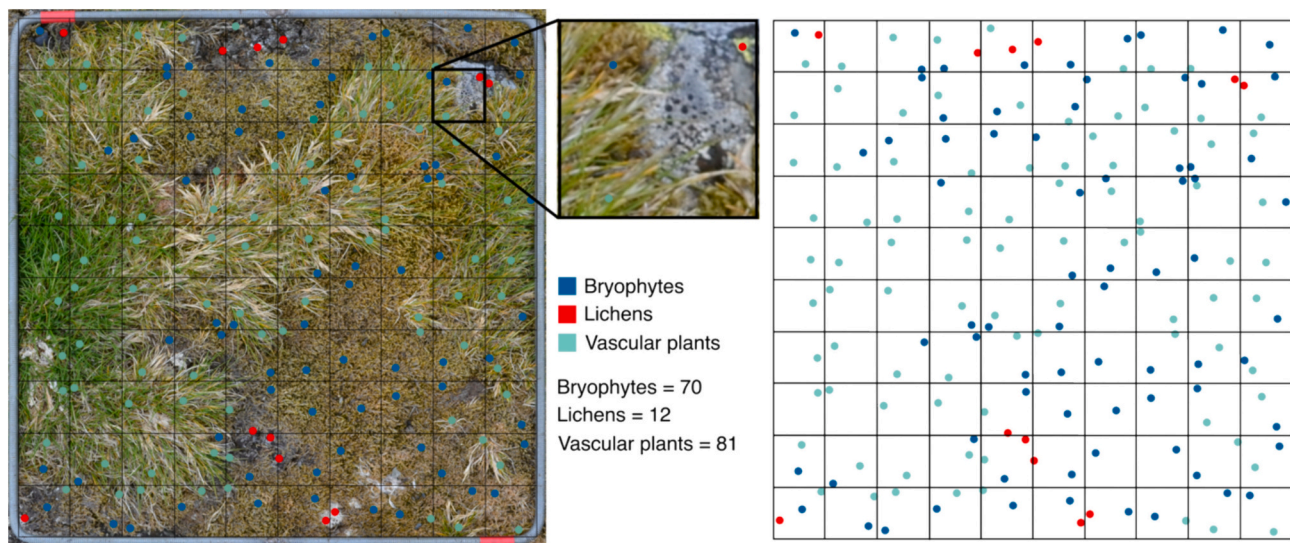 Bryophytes
Lichens
Vascular plants
Bryophytes = 70
Lichens = 12
Vascular plants = 81